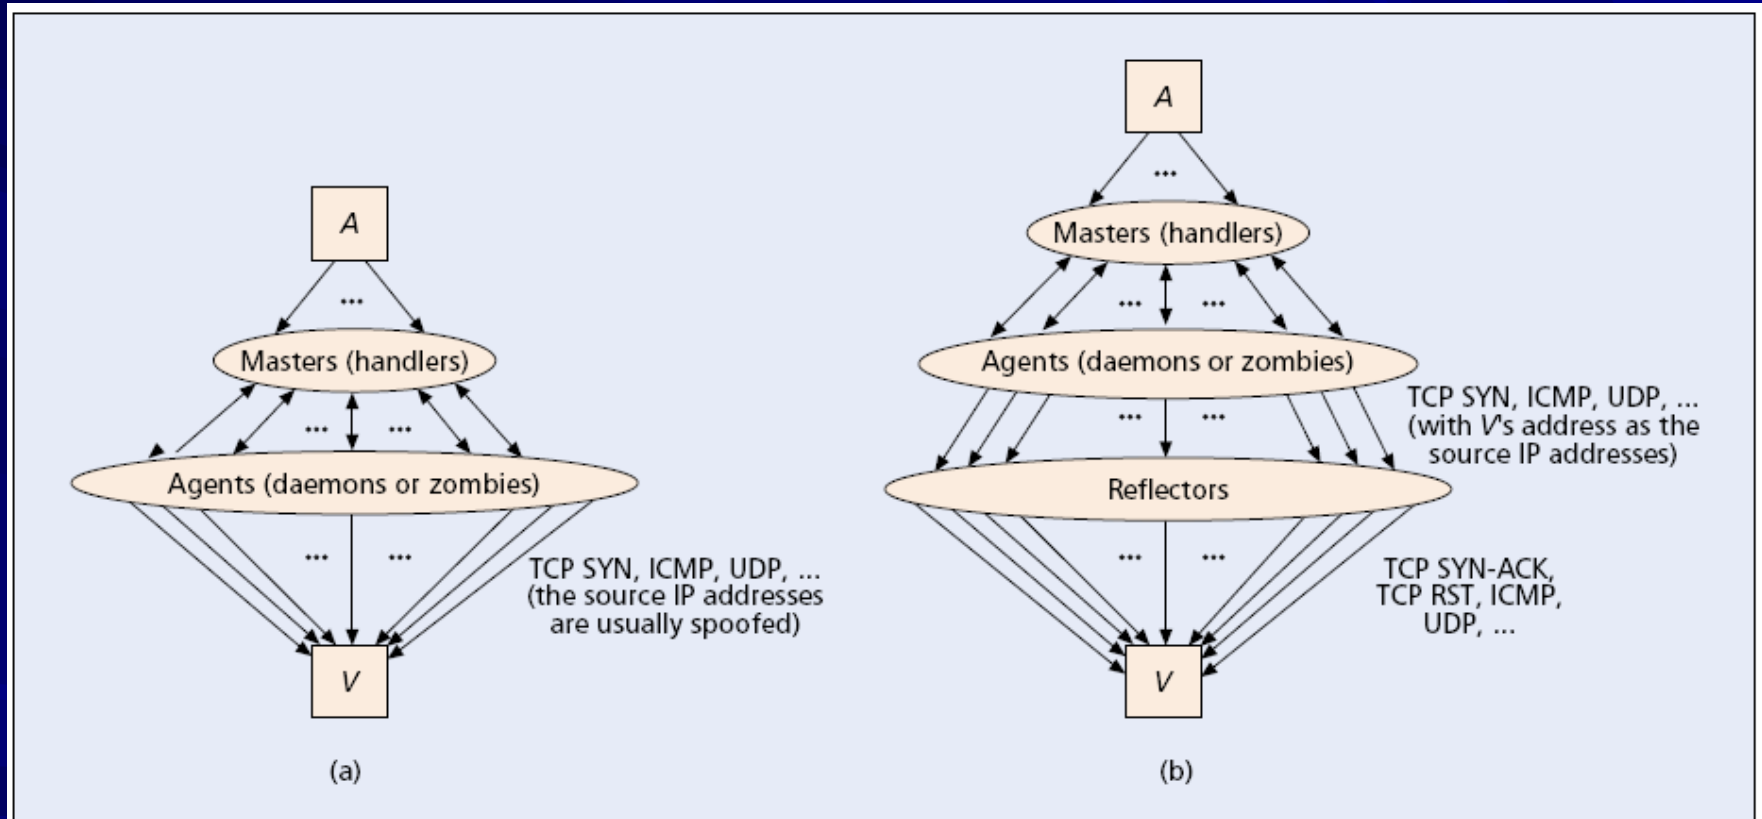 A
...
Masters (handlers)
... ...
Agents (daemons or zombies)
... ...
TCP SYN, ICMP, UDP, ...
(the source IP addresses
are usually spoofed)
V
(a)
A
...
Masters (handlers)
... ...
Agents (daemons or zombies)
... ...
TCP SYN, ICMP, UDP, ...
(with V's address as the
source IP addresses)
Reflectors
... ...
TCP SYN-ACK,
TCP RST, ICMP,
UDP, ...
V
(b)